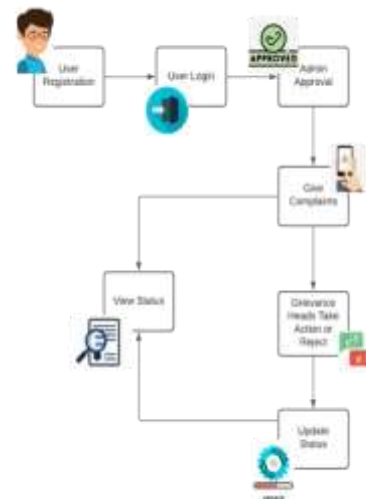 User
Registration
User Login
APPROVED
Admin
Approval
Give
Complaints
View Status
Grievance
Heads Take
Action or
Reject
Update
Status